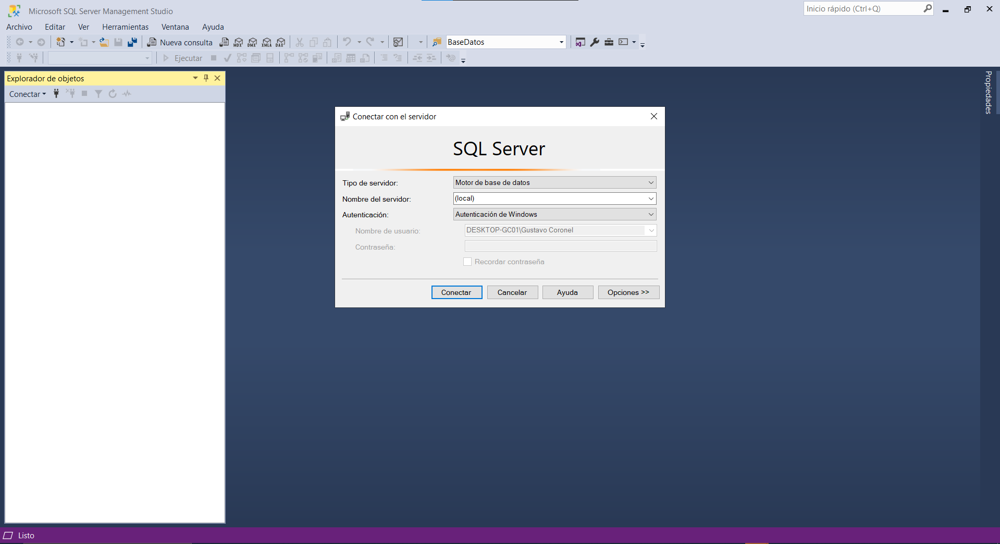 Microsoft SQL Server Management Studio
Inicio rápido (Ctrl+Q)
Archivo Editar Ver Herramientas Ventana Ayuda
Nueva consulta MDX DMX XMLA DAX BaseDatos
Ejecutar
Explorador de objetos
Conectar
Propiedades
Conectar con el servidor
SQL Server
Tipo de servidor: Motor de base de datos
Nombre del servidor: (local)
Autenticación: Autenticación de Windows
Nombre de usuario: DESKTOP-GC01\Gustavo Coronel
Contraseña:
Recordar contraseña
Conectar Cancelar Ayuda Opciones >>
Listo